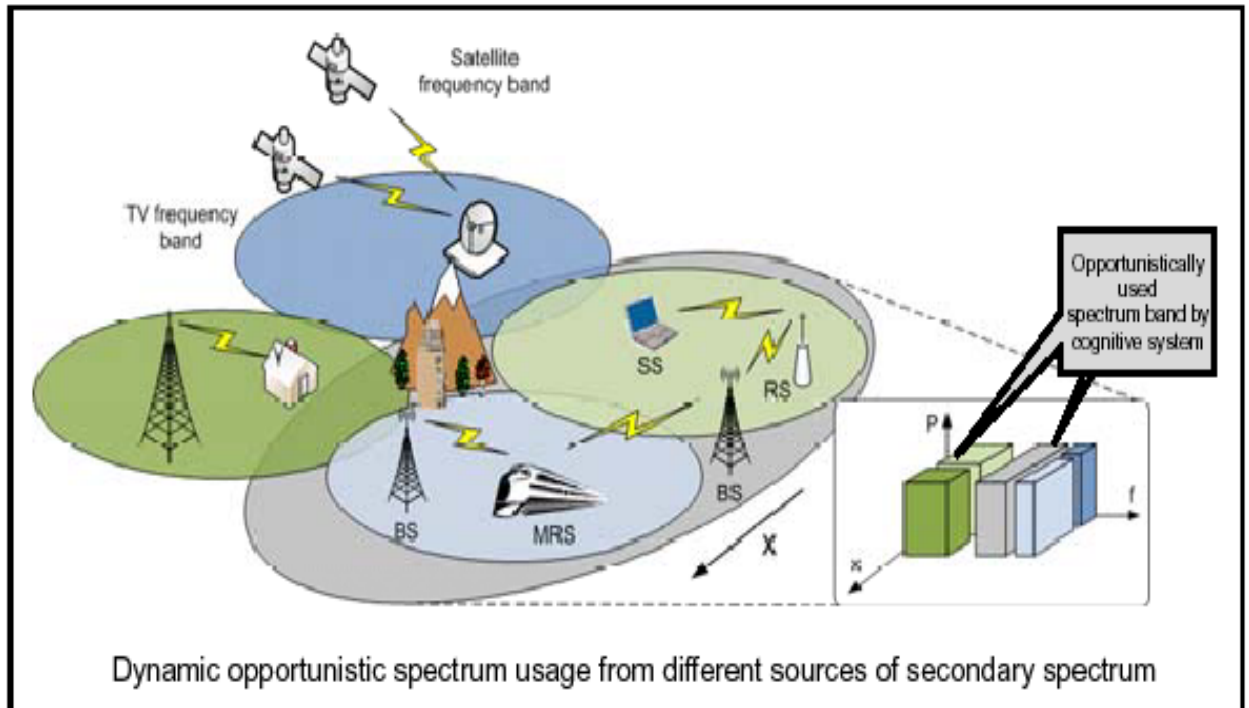 Satellite
frequency band
TV frequency
band
Opportunistically
used
spectrum band by
cognitive system
SS
RS
BS
BS
MRS
X
P
f
x
Dynamic opportunistic spectrum usage from different sources of secondary spectrum